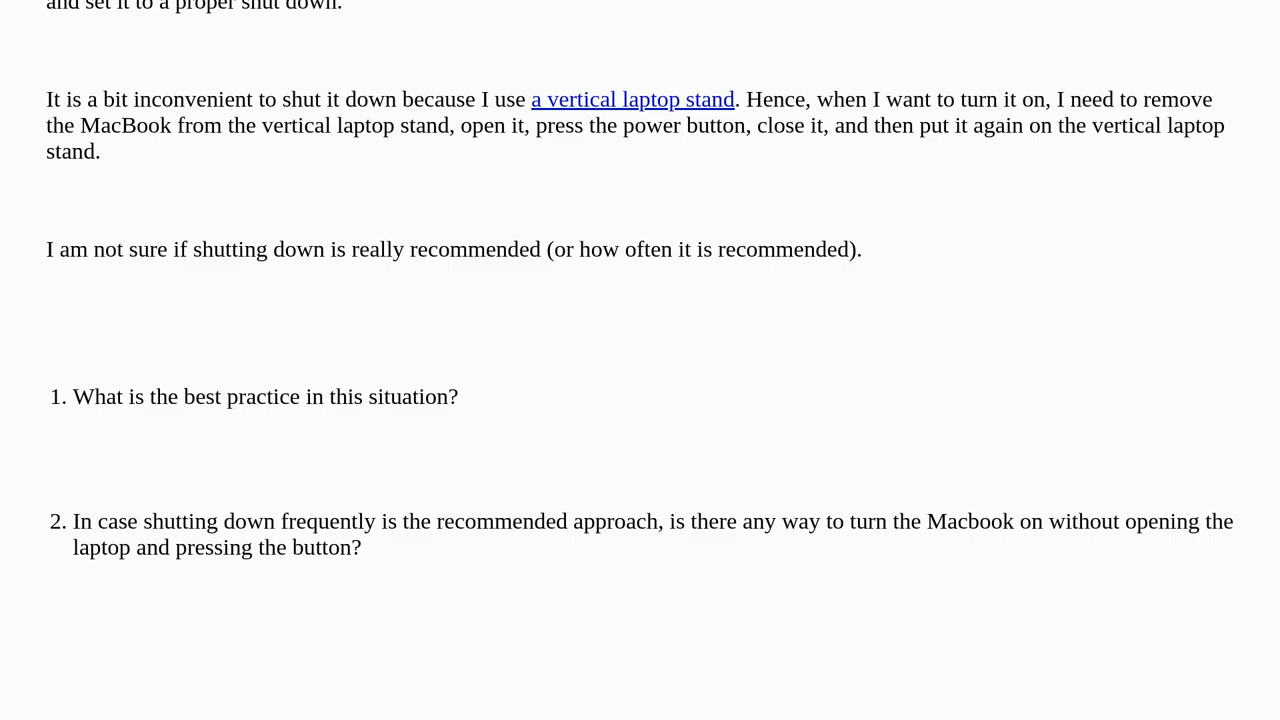 and set it to a proper shut down.
It is a bit inconvenient to shut it down because I use a vertical laptop stand. Hence, when I want to turn it on, I need to remove
the MacBook from the vertical laptop stand, open it, press the power button, close it, and then put it again on the vertical laptop
stand.
I am not sure if shutting down is really recommended (or how often it is recommended).
1. What is the best practice in this situation?
2. In case shutting down frequently is the recommended approach, is there any way to turn the Macbook on without opening the
laptop and pressing the button?